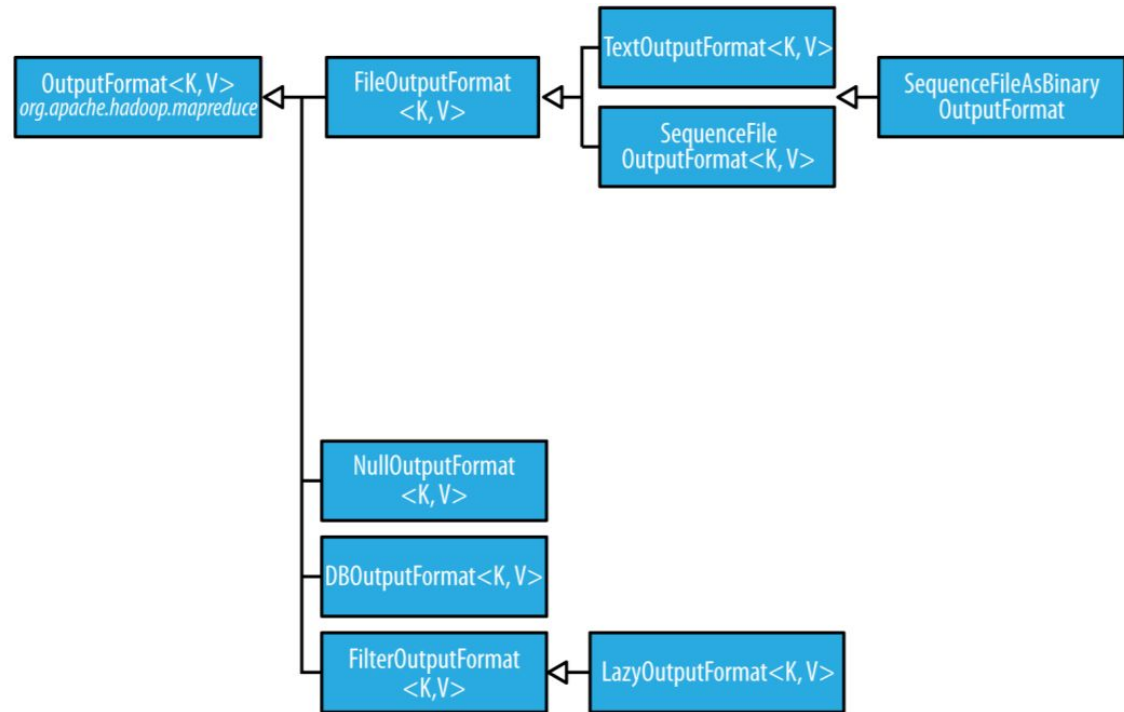 OutputFormat<K, V>
org.apache.hadoop.mapreduce
FileOutputFormat
<K, V>
TextOutputFormat<K, V>
SequenceFile
OutputFormat<K, V>
SequenceFileAsBinary
OutputFormat
NullOutputFormat
<K, V>
DBOutputFormat<K, V>
FilterOutputFormat
<K,V>
LazyOutputFormat<K, V>